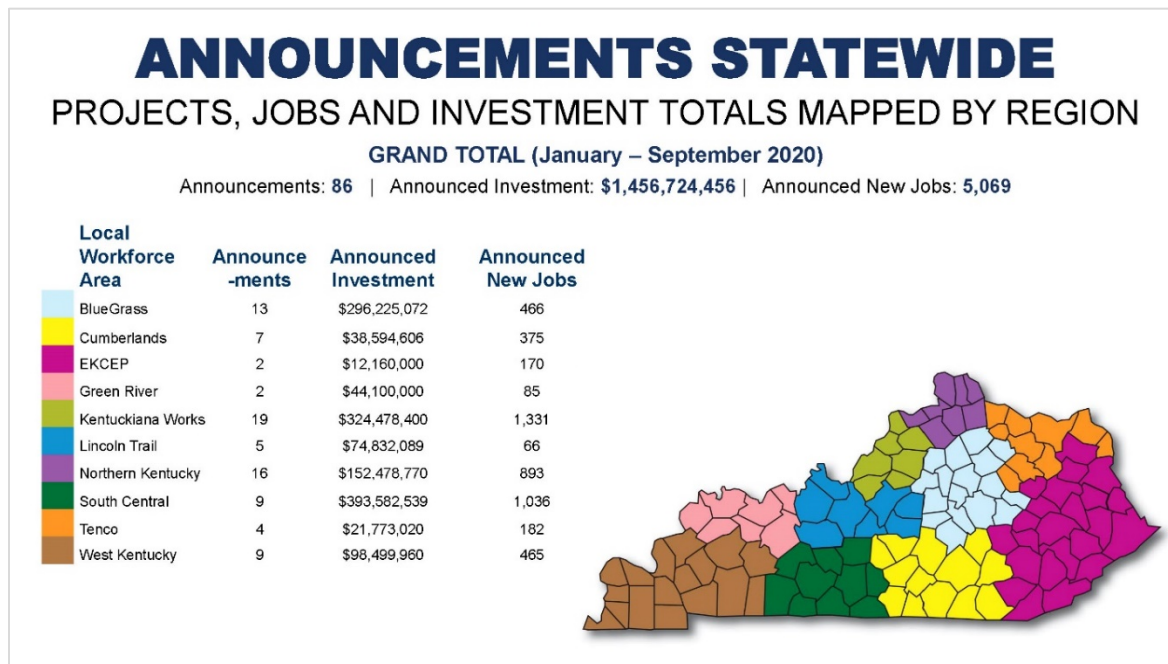 ANNOUNCEMENTS STATEWIDE
PROJECTS, JOBS AND INVESTMENT TOTALS MAPPED BY REGION
GRAND TOTAL (January – September 2020)
Announcements: 86 | Announced Investment: $1,456,724,456 | Announced New Jobs: 5,069
Local
Workforce Announce Announced Announced
Area -ments Investment New Jobs
BlueGrass 13 $296,225,072 466
Cumberlands 7 $38,594,606 375
EKCEP 2 $12,160,000 170
Green River 2 $44,100,000 85
Kentuckiana Works 19 $324,478,400 1,331
Lincoln Trail 5 $74,832,089 66
Northern Kentucky 16 $152,478,770 893
South Central 9 $393,582,539 1,036
Tenco 4 $21,773,020 182
West Kentucky 9 $98,499,960 465